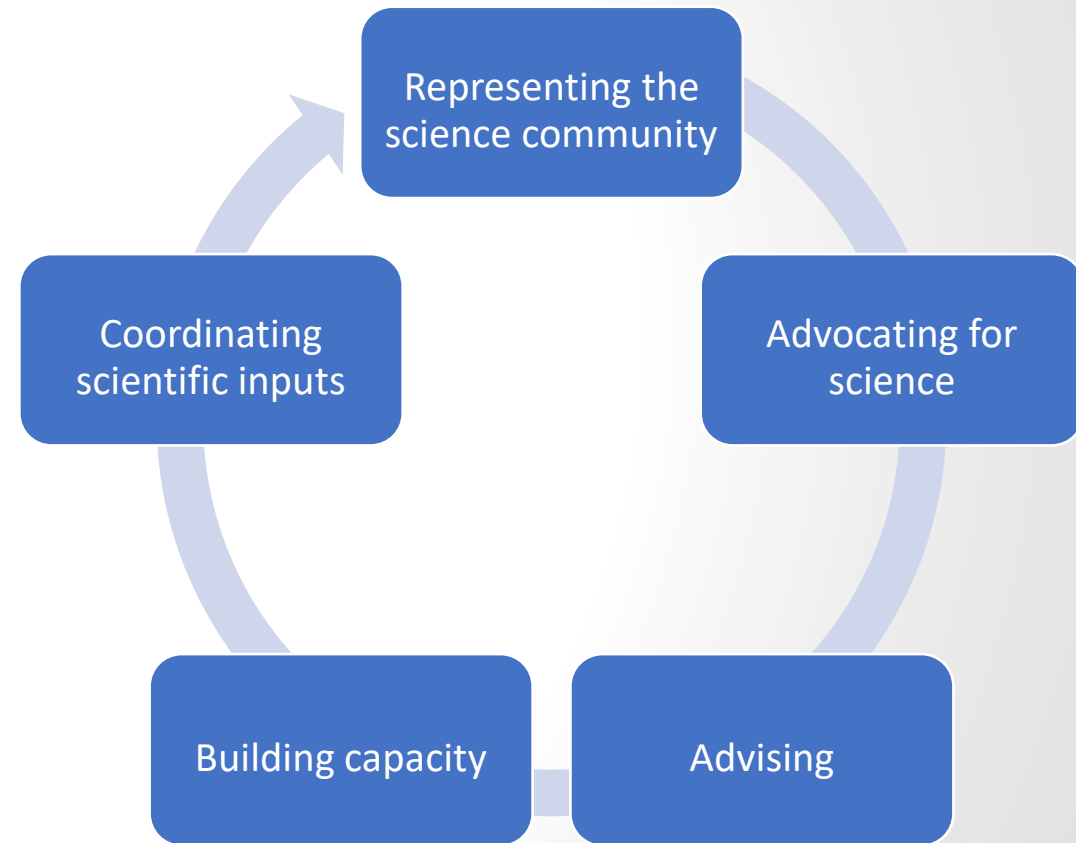 Representing the
science community
Advocating for
science
Advising
Building capacity
Coordinating
scientific inputs